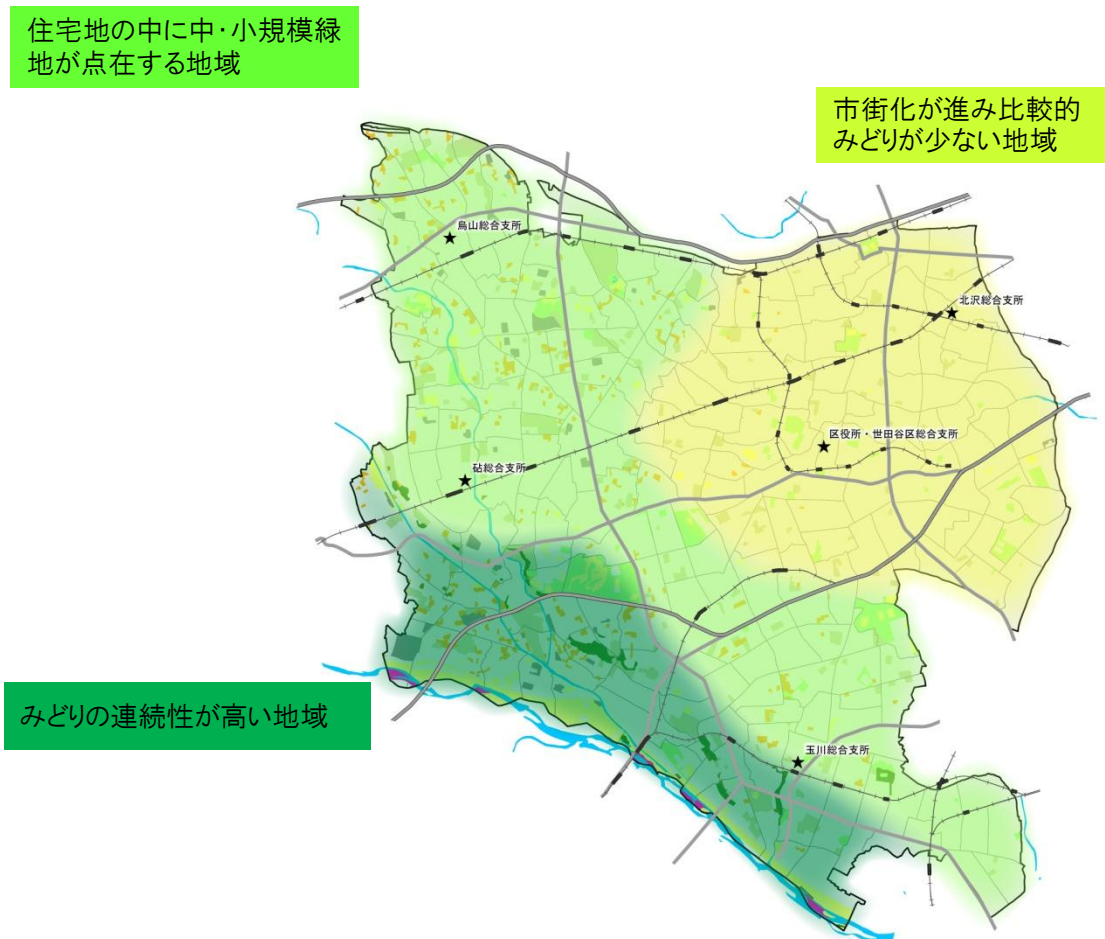 住宅地の中に中・小規模緑
地が点在する地域
市街化が進み比較的
みどりが少ない地域
烏山総合支所
北沢総合支所
区役所・世田谷区総合支所
砧総合支所
みどりの連続性が高い地域
玉川総合支所